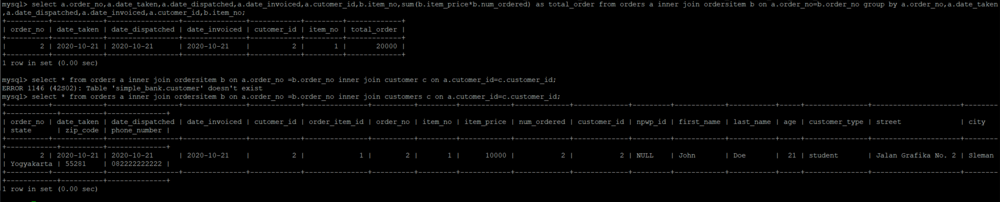 mysql> select a.order_no,a.date_taken,a.date_dispatched,a.date_invoiced,a.cutomer_id,b.item_no,sum(b.item_price*b.num_ordered) as total_order from orders a inner join ordersitem b on a.order_no=b.order_no group by a.order_no,a.date_taken
,a.date_dispatched,a.date_invoiced,a.cutomer_id,b.item_no;
+----------+------------+-----------------+---------------+------------+---------+-------------+
| order_no | date_taken | date_dispatched | date_invoiced | cutomer_id | item_no | total_order |
+----------+------------+-----------------+---------------+------------+---------+-------------+
|        2 | 2020-10-21 | 2020-10-21      | 2020-10-21    |          2 |       1 |       20000 |
+----------+------------+-----------------+---------------+------------+---------+-------------+
1 row in set (0.00 sec)
mysql> select * from orders a inner join ordersitem b on a.order_no =b.order_no inner join customer c on a.cutomer_id=c.customer_id;
ERROR 1146 (42S02): Table 'simple_bank.customer' doesn't exist
mysql> select * from orders a inner join ordersitem b on a.order_no =b.order_no inner join customers c on a.cutomer_id=c.customer_id;
+----------+------------+-----------------+---------------+------------+---------------+----------+---------+------------+-------------+-------------+---------+------------+-----------+-----+---------------+-------------------+-------
+------------+----------+--------------+
| order_no | date_taken | date_dispatched | date_invoiced | cutomer_id | order_item_id | order_no | item_no | item_price | num_ordered | customer_id | npwp_id | first_name | last_name | age | customer_type | street            | city
| state      | zip_code | phone_number |
+----------+------------+-----------------+---------------+------------+---------------+----------+---------+------------+-------------+-------------+---------+------------+-----------+-----+---------------+-------------------+-------
+------------+----------+--------------+
|        2 | 2020-10-21 | 2020-10-21      | 2020-10-21    |          2 |             1 |        2 |       1 |      10000 |           2 |           2 | NULL    | John       | Doe       |  21 | student       | Jalan Grafika No. 2 | Sleman
| Yogyakarta | 55281    | 082222222222 |
+----------+------------+-----------------+---------------+------------+---------------+----------+---------+------------+-------------+-------------+---------+------------+-----------+-----+---------------+-------------------+-------
+------------+----------+--------------+
1 row in set (0.00 sec)